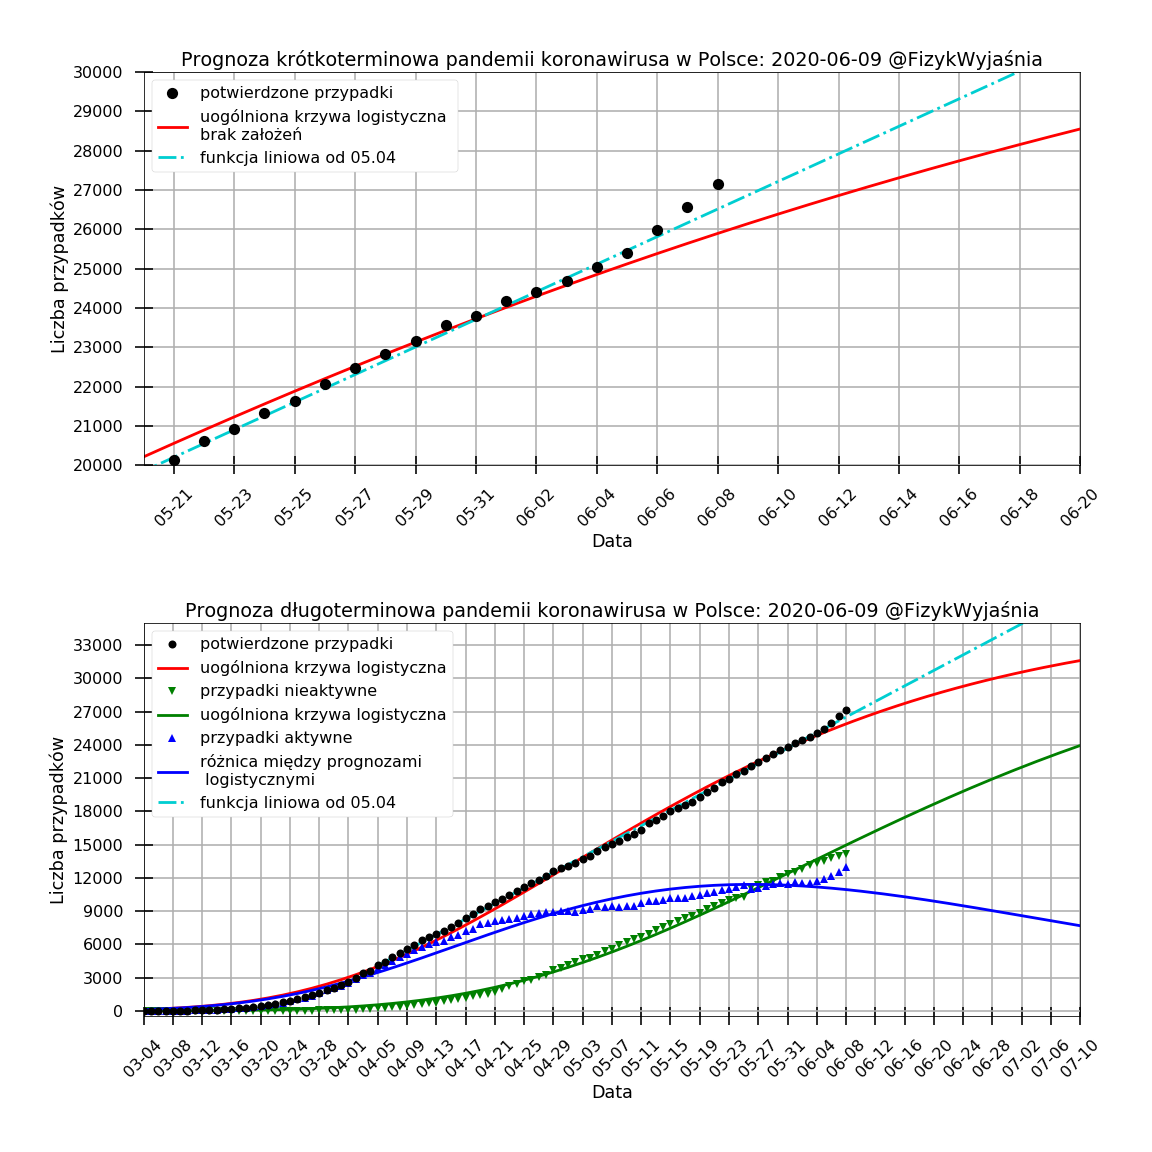 Prognoza krótkoterminowa pandemii koronawirusa w Polsce: 2020-06-09 @FizykWyjaśnia
30000
29000
28000
27000
26000
25000
24000
23000
22000
21000
20000
Liczba przypadków
potwierdzone przypadki
uogólniona krzywa logistyczna
brak założeń
funkcja liniowa od 05.04
05-21 05-23 05-25 05-27 05-29 05-31 06-02 06-04 06-06 06-08 06-10 06-12 06-14 06-16 06-18 06-20
Data
Prognoza długoterminowa pandemii koronawirusa w Polsce: 2020-06-09 @FizykWyjaśnia
33000
30000
27000
24000
21000
18000
15000
12000
9000
6000
3000
0
Liczba przypadków
potwierdzone przypadki
uogólniona krzywa logistyczna
przypadki nieaktywne
uogólniona krzywa logistyczna
przypadki aktywne
różnica między prognozami
logistycznymi
funkcja liniowa od 05.04
03-04 03-08 03-12 03-16 03-20 03-24 03-28 04-01 04-05 04-09 04-13 04-17 04-21 04-25 04-29 05-03 05-07 05-11 05-15 05-19 05-23 05-27 05-31 06-04 06-08 06-12 06-16 06-20 06-24 06-28 07-02 07-06 07-10
Data